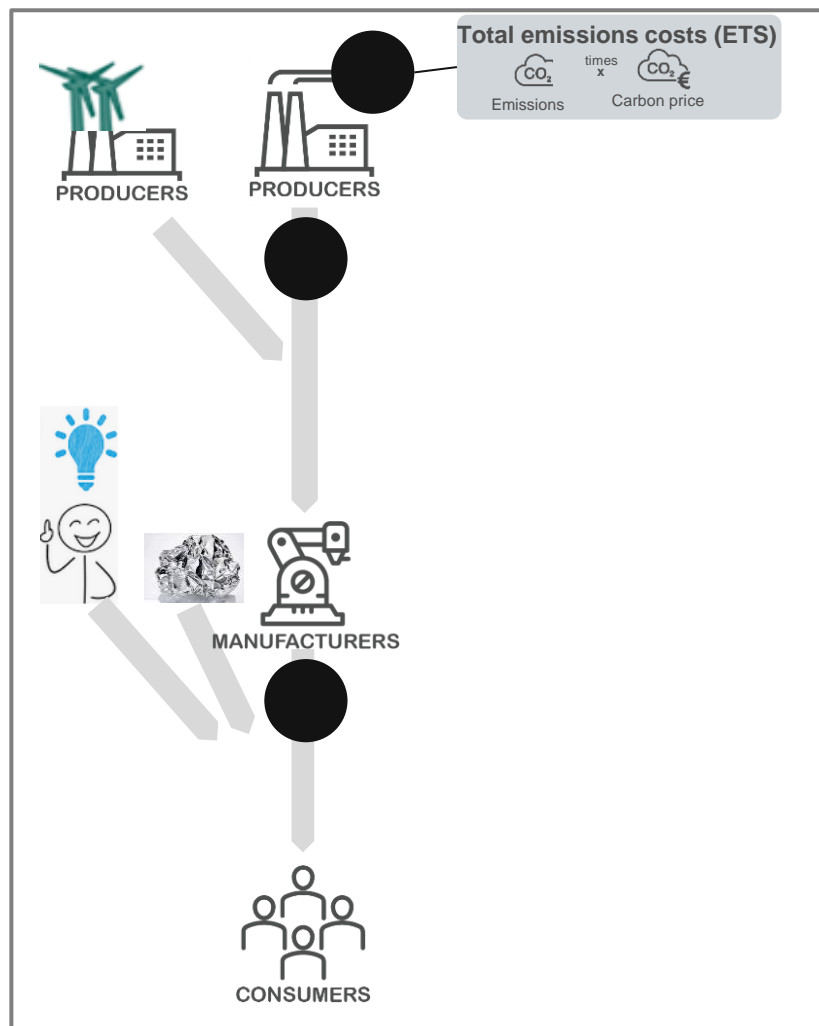 Total emissions costs (ETS)
CO₂ times x CO₂ €
Emissions Carbon price
PRODUCERS PRODUCERS
MANUFACTURERS
CONSUMERS